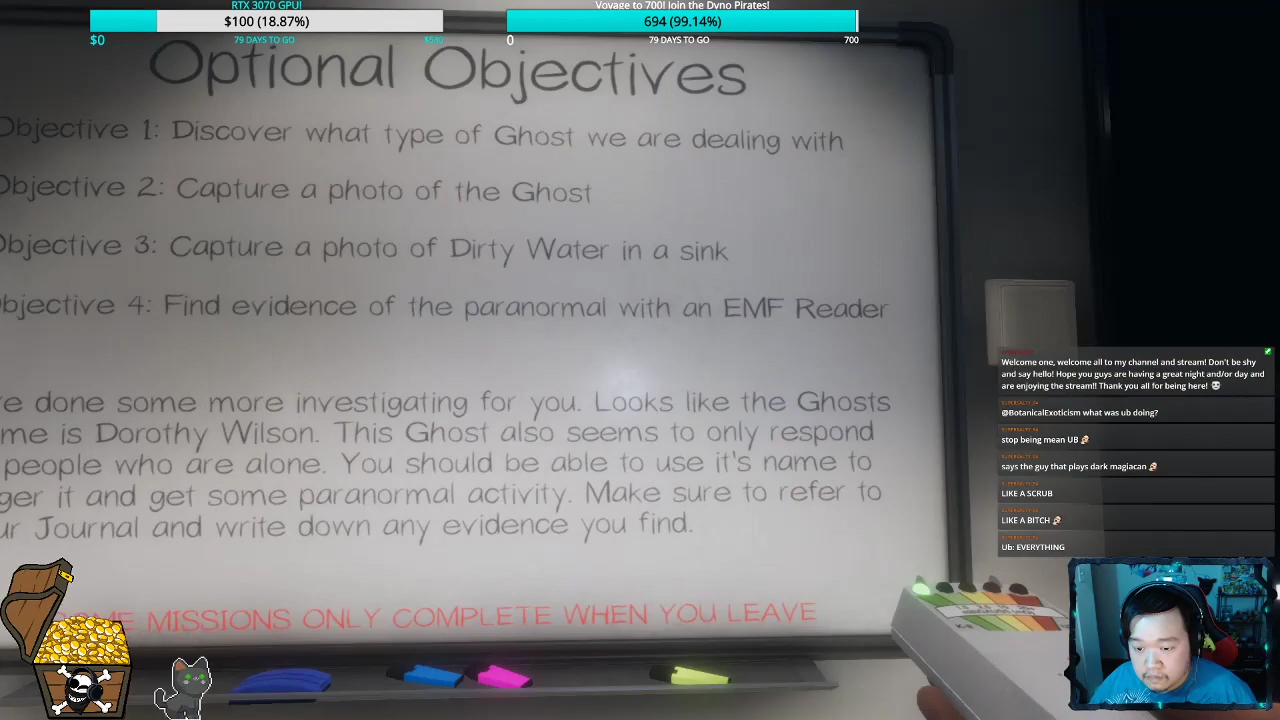 RTX 3070 GPU!
$100 (18.87%)
$0
79 DAYS TO GO
$530
Voyage to 700! Join the Dyno Pirates!
694 (99.14%)
0
79 DAYS TO GO
700
Optional Objectives
Objective 1: Discover what type of Ghost we are dealing with
Objective 2: Capture a photo of the Ghost
Objective 3: Capture a photo of Dirty Water in a sink
Objective 4: Find evidence of the paranormal with an EMF Reader
e done some more investigating for you. Looks like the Ghosts
me is Dorothy Wilson. This Ghost also seems to only respond
people who are alone. You should be able to use it's name to
ger it and get some paranormal activity. Make sure to refer to
ur Journal and write down any evidence you find.
OME MISSIONS ONLY COMPLETE WHEN YOU LEAVE
Welcome one, welcome all to my channel and stream! Don't be shy
and say hello! Hope you guys are having a great night and/or day and
are enjoying the stream!! Thank you all for being here!
@BotanicalExoticism what was ub doing?
stop being mean UB
says the guy that plays dark magiacan
LIKE A SCRUB
LIKE A BITCH
Ub: EVERYTHING